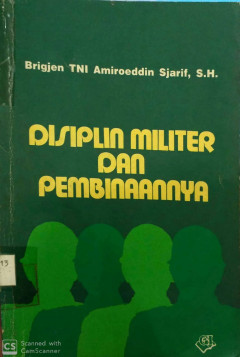 Brigjen TNI Amiroeddin Sjarif, S.H.
DISIPLIN MILITER
DAN
PEMBINAANNYA
CS
Scanned with
CamScanner